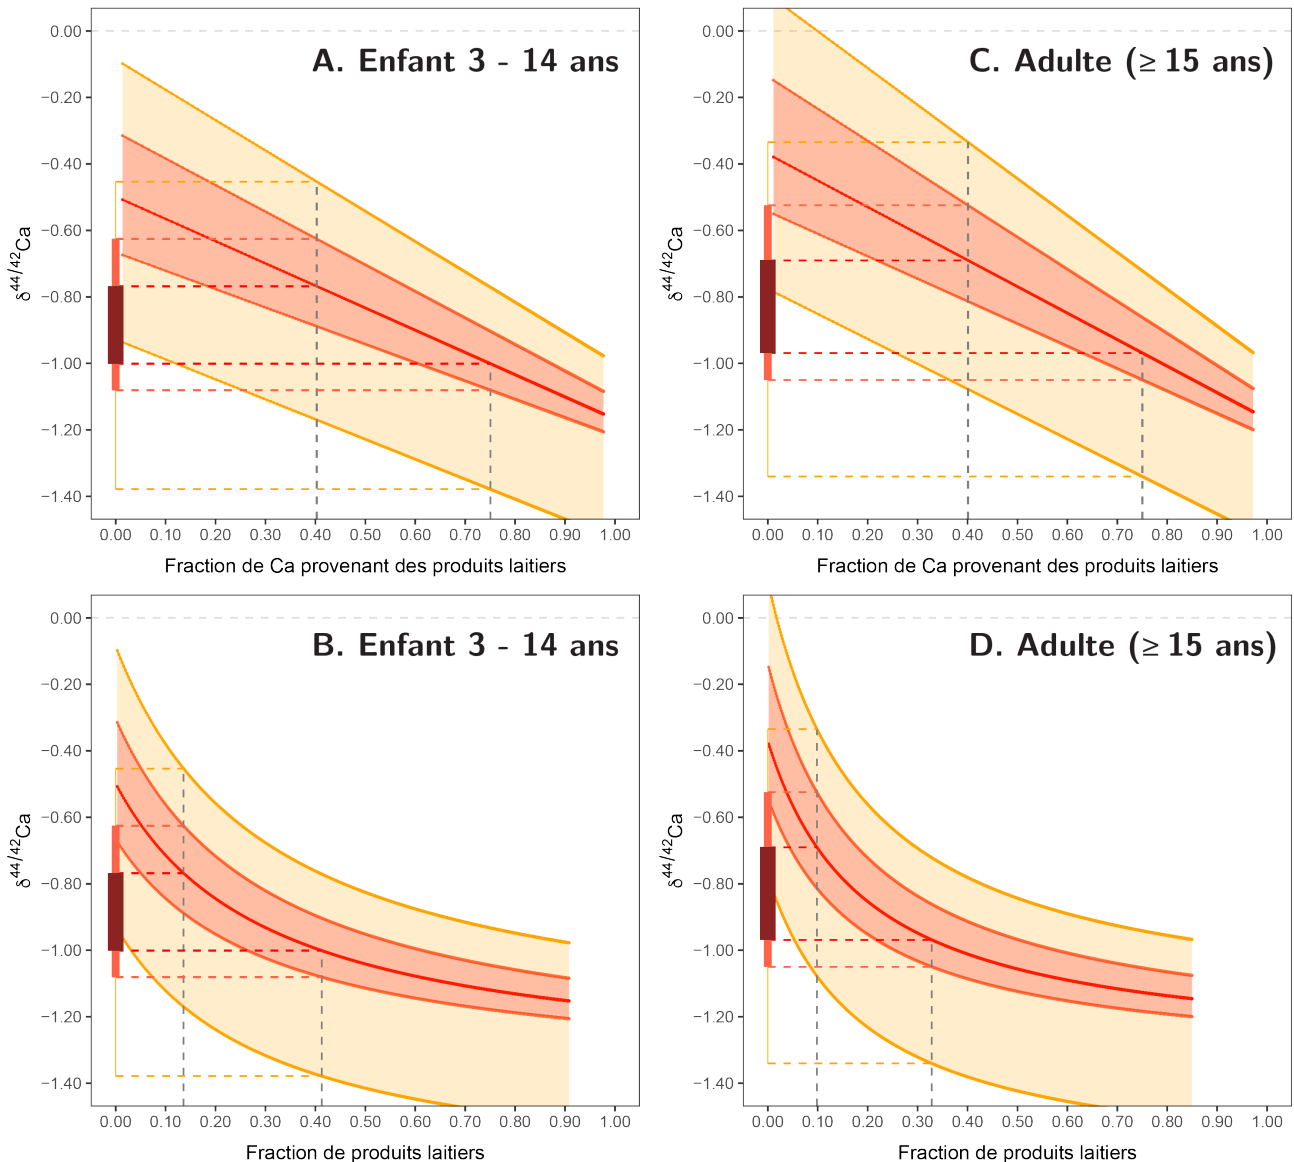 A. Enfant 3 - 14 ans
0.00
−0.20
−0.40
−0.60
−0.80
−1.00
−1.20
−1.40
δ44/42Ca
0.00 0.10 0.20 0.30 0.40 0.50 0.60 0.70 0.80 0.90 1.00
Fraction de Ca provenant des produits laitiers
C. Adulte (≥ 15 ans)
0.00
−0.20
−0.40
−0.60
−0.80
−1.00
−1.20
−1.40
δ44/42Ca
0.00 0.10 0.20 0.30 0.40 0.50 0.60 0.70 0.80 0.90 1.00
Fraction de Ca provenant des produits laitiers
B. Enfant 3 - 14 ans
0.00
−0.20
−0.40
−0.60
−0.80
−1.00
−1.20
−1.40
δ44/42Ca
0.00 0.10 0.20 0.30 0.40 0.50 0.60 0.70 0.80 0.90 1.00
Fraction de produits laitiers
D. Adulte (≥ 15 ans)
0.00
−0.20
−0.40
−0.60
−0.80
−1.00
−1.20
−1.40
δ44/42Ca
0.00 0.10 0.20 0.30 0.40 0.50 0.60 0.70 0.80 0.90 1.00
Fraction de produits laitiers